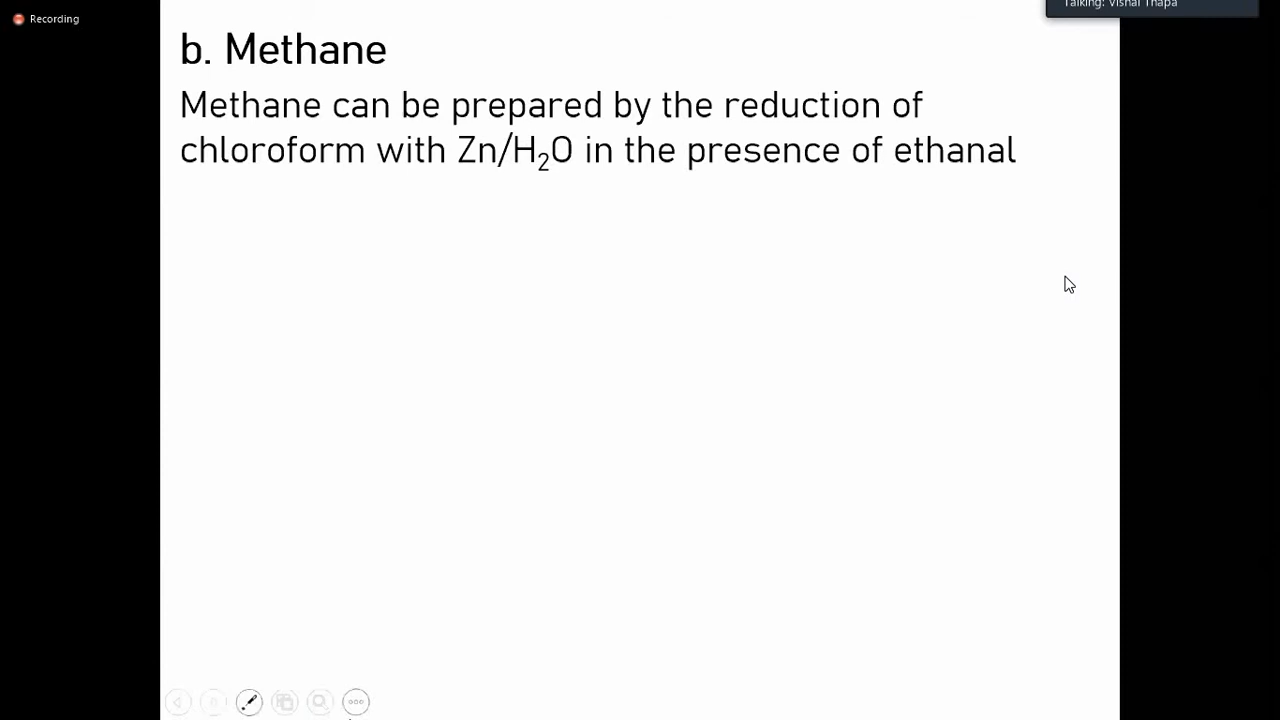 Recording
Talking: Vishal Thapa
b. Methane
Methane can be prepared by the reduction of
chloroform with Zn/H₂O in the presence of ethanal